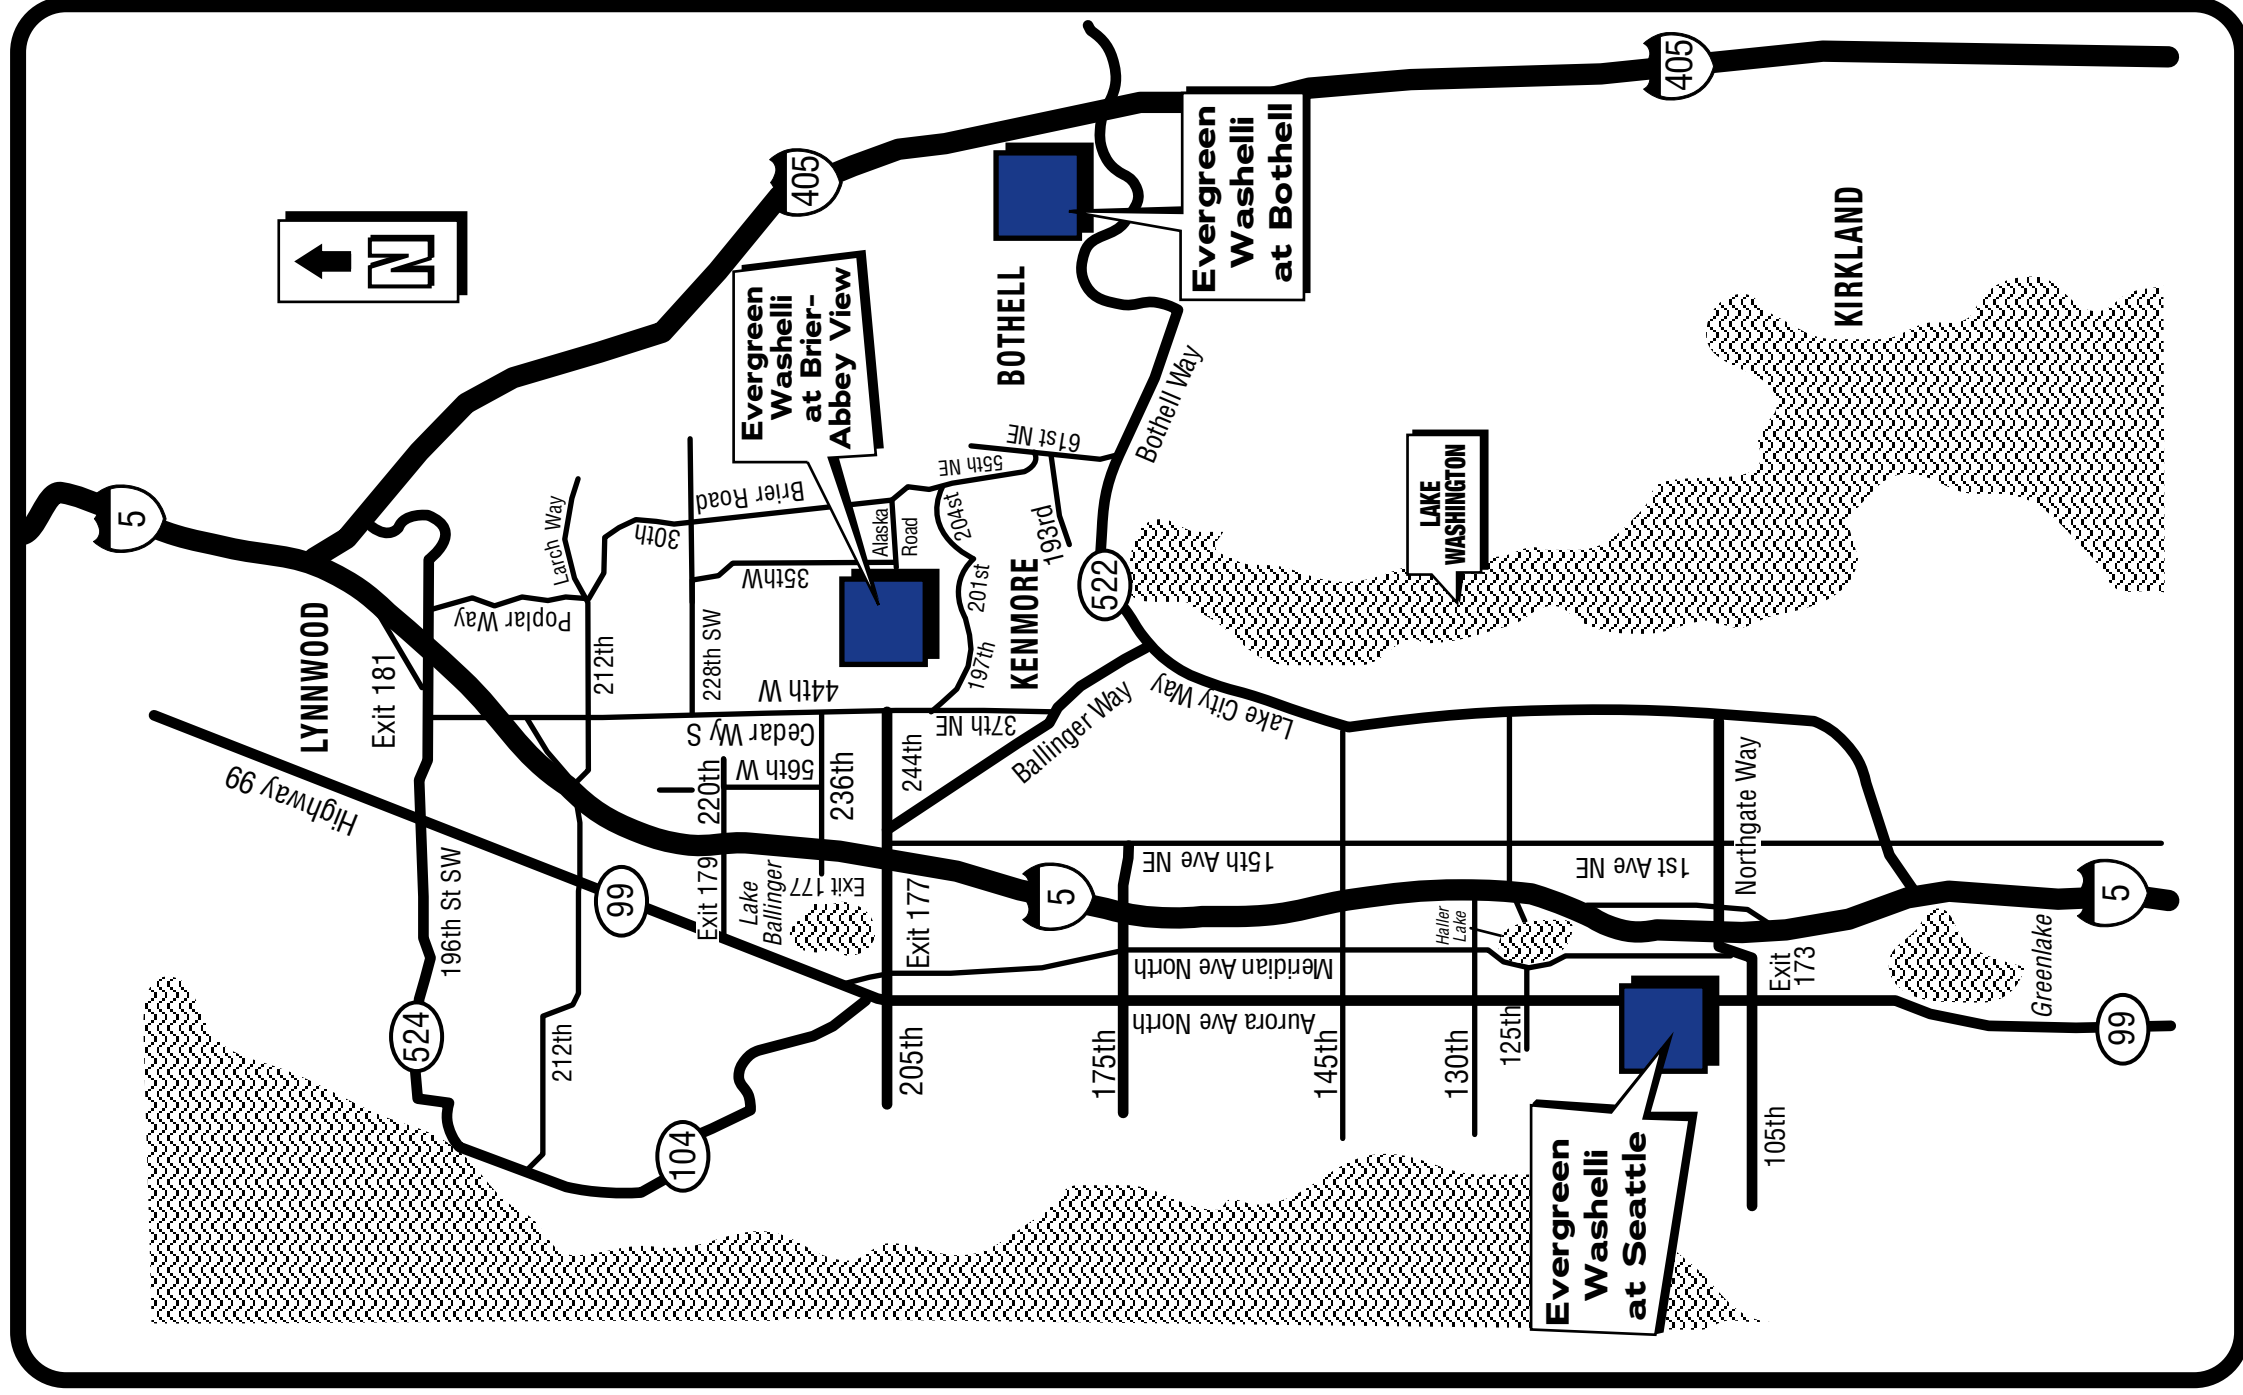 N
405
405
5
5
5
99
99
524
104
522
LYNNWOOD
BOTHELL
KENMORE
KIRKLAND
LAKE
WASHINGTON
Evergreen
Washelli
at Bothell
Evergreen
Washelli
at Brier-
Abbey View
Evergreen
Washelli
at Seattle
Exit 181
Highway 99
196th St SW
Poplar Way
Larch Way
212th
212th
30th
Brier Road
228th SW
35thW
44th W
Cedar Wy S
56th W
220th
Exit 179
236th
Lake
Ballinger
Exit 177
Exit 177
244th
205th
Alaska
Road
55th NE
61st NE
204st
201st
197th
193rd
37th NE
Ballinger Way
Bothell Way
Lake City Way
15th Ave NE
1st Ave NE
Meridian Ave North
Aurora Ave North
175th
145th
130th
125th
Haller
Lake
Northgate Way
Exit
173
105th
Greenlake